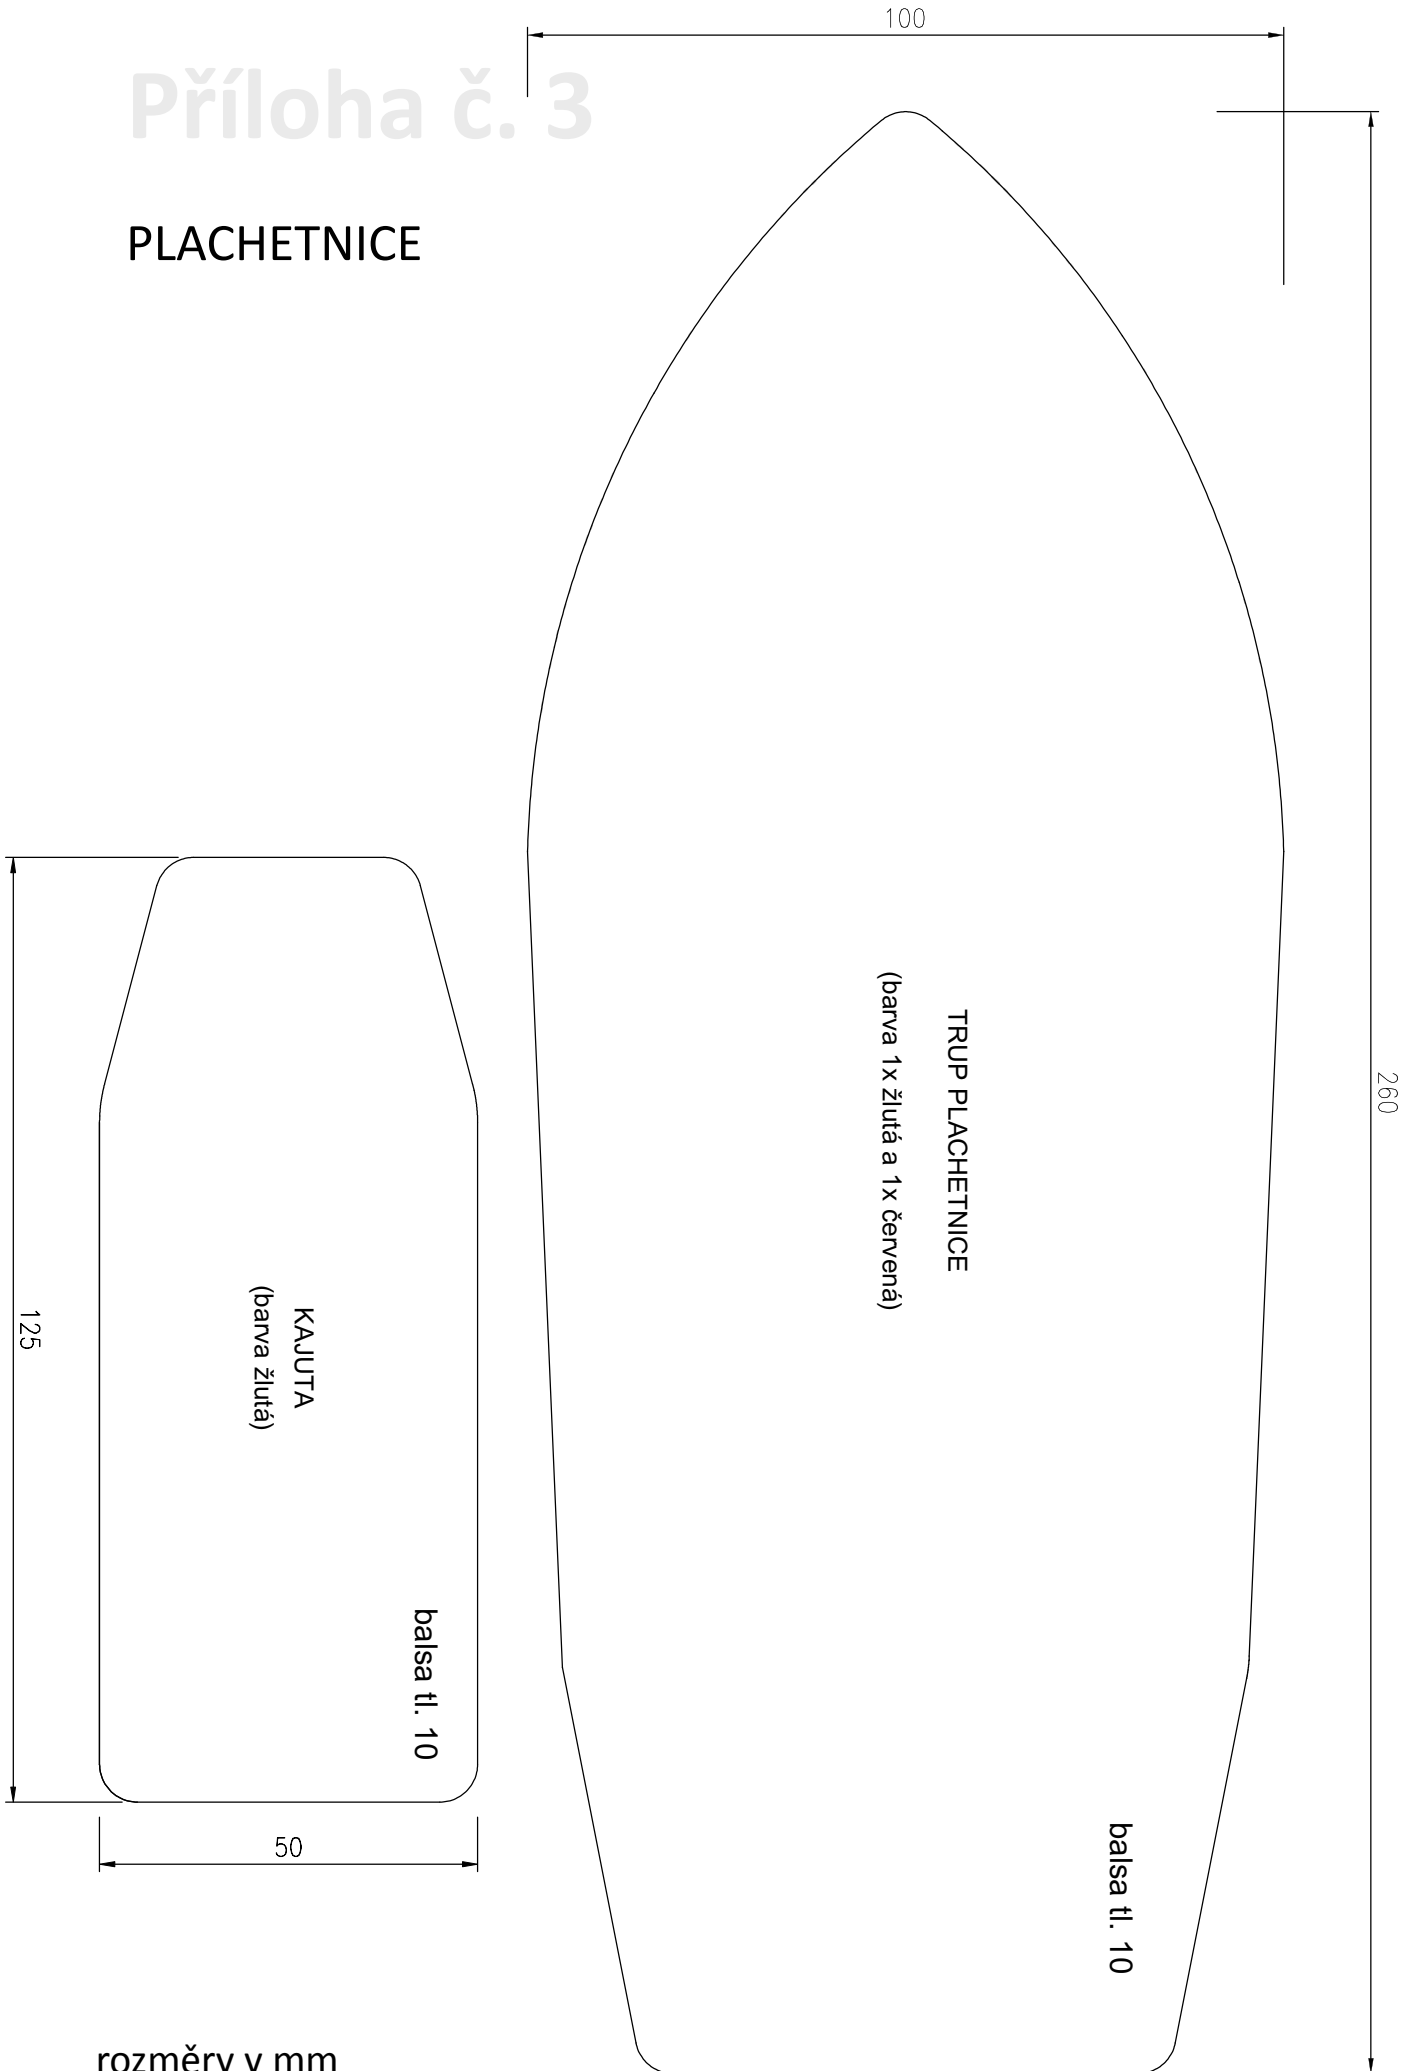 100
Příloha č. 3
PLACHETNICE
260
TRUP PLACHETNICE
(barva 1x žlutá a 1x červená)
125
KAJUTA
(barva žlutá)
balsa tl. 10
50
balsa tl. 10
rozměry v mm